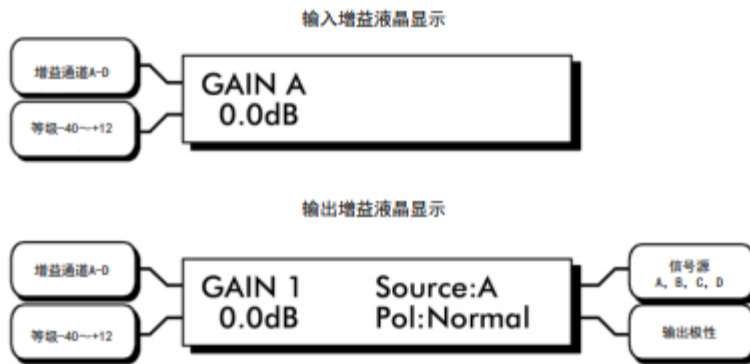 输入增益液晶显示
增益通道A-D
GAIN A
等级-40～+12
0.0dB
输出增益液晶显示
增益通道A-D
GAIN 1 Source:A
信号源
A, B, C, D
等级-40～+12
0.0dB Pol:Normal
输出极性